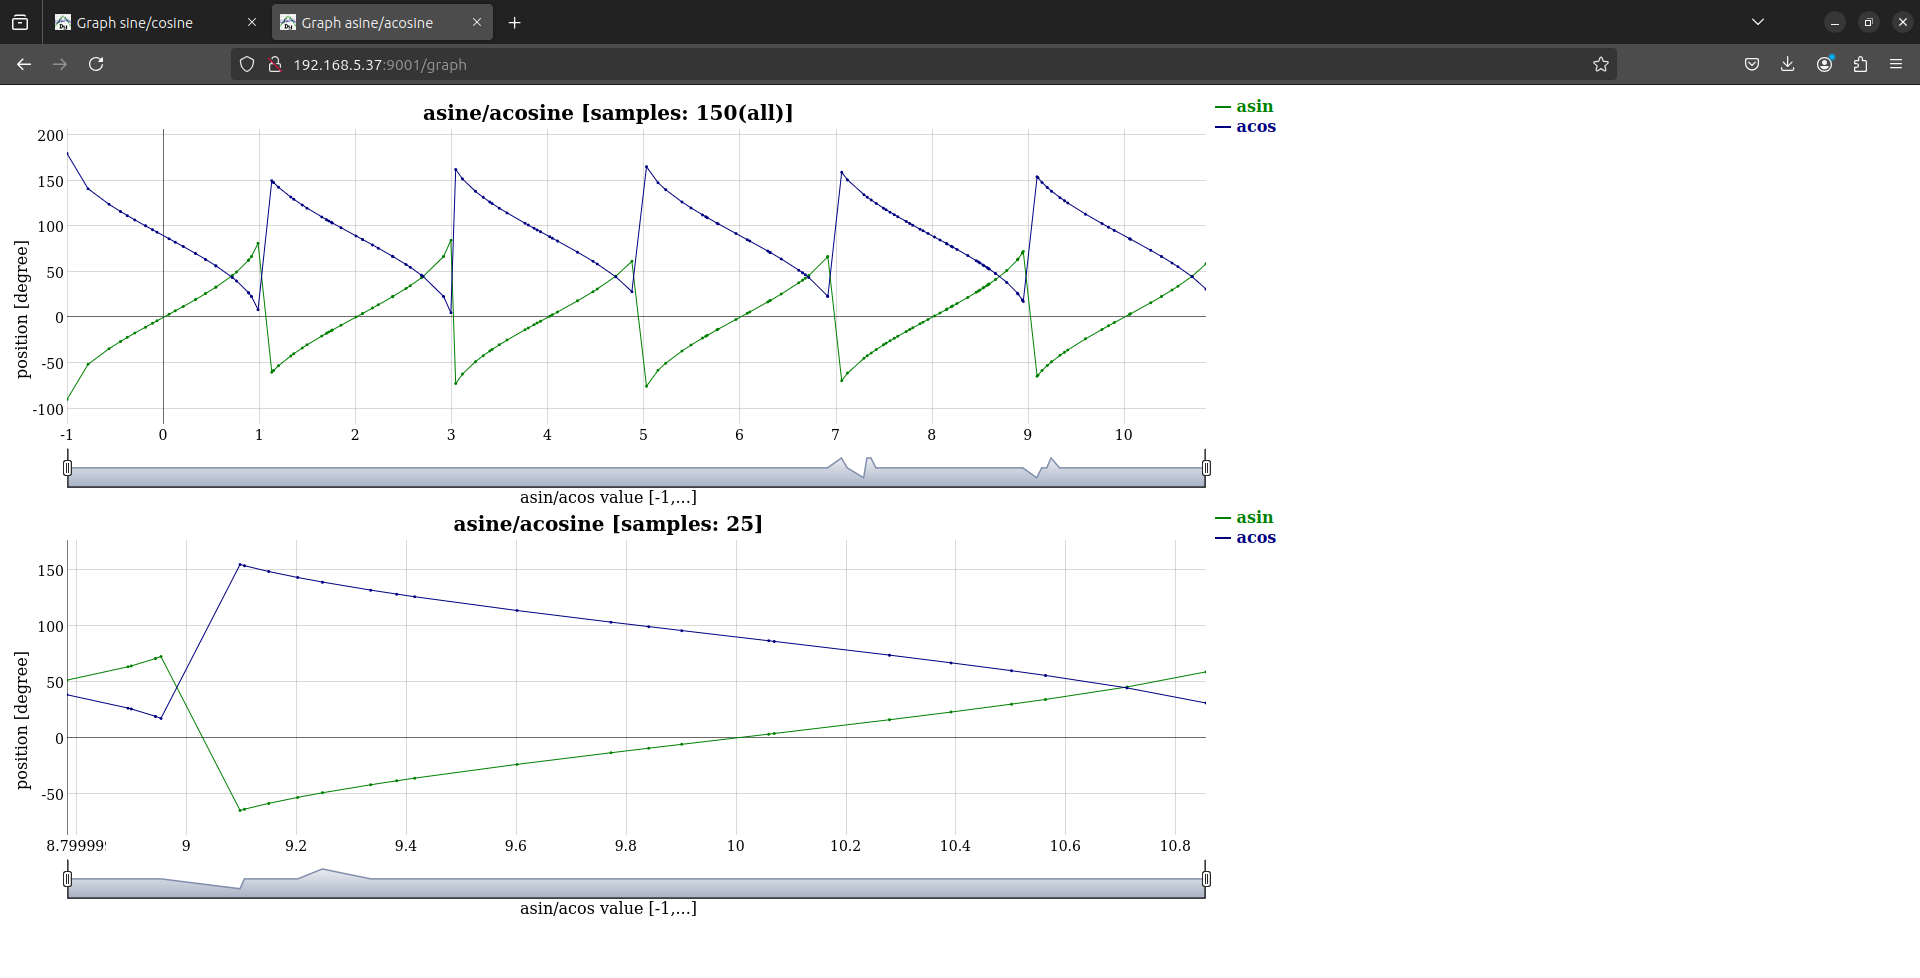 Graph sine/cosine
Graph asine/acosine
192.168.5.37:9001/graph
asine/acosine [samples: 150(all)]
asin
acos
position [degree]
200
150
100
50
0
-50
-100
-1 0 1 2 3 4 5 6 7 8 9 10
asin/acos value [-1,...]
asine/acosine [samples: 25]
asin
acos
position [degree]
150
100
50
0
-50
8.79999 9 9.2 9.4 9.6 9.8 10 10.2 10.4 10.6 10.8
asin/acos value [-1,...]